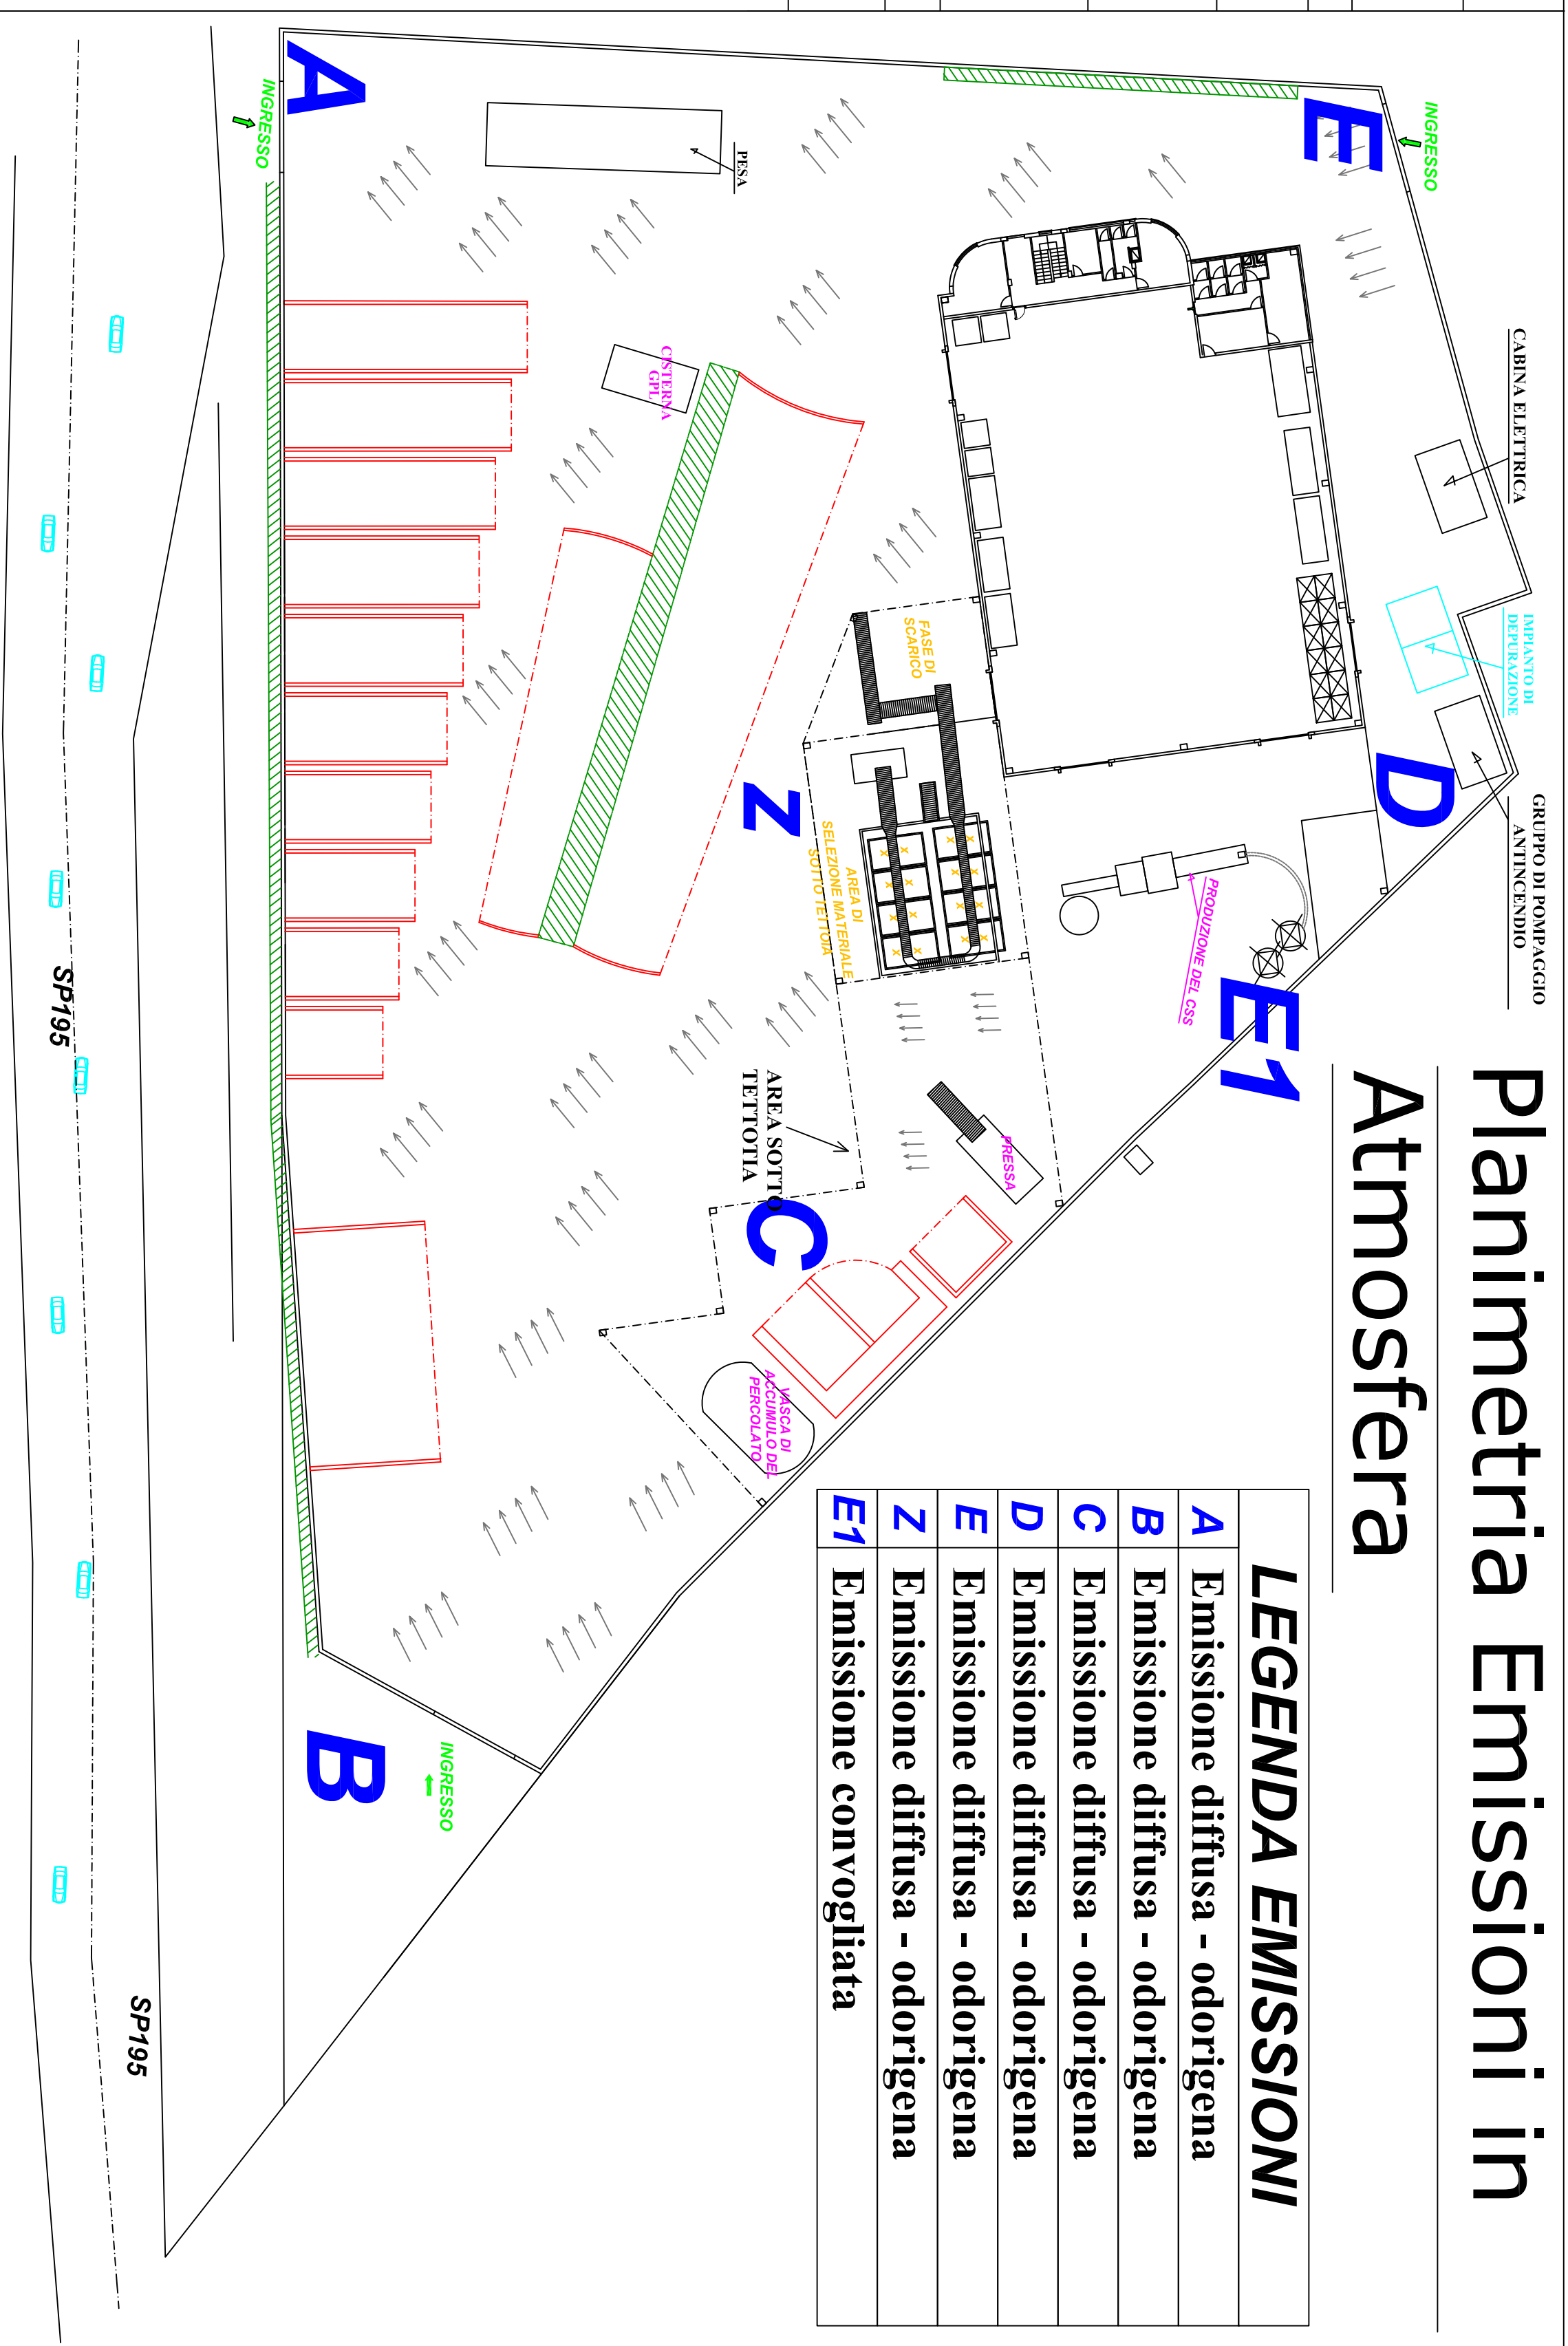 Planimetria Emissioni in
Atmosfera
LEGENDA EMISSIONI
A Emissione diffusa - odorigena
B Emissione diffusa - odorigena
C Emissione diffusa - odorigena
D Emissione diffusa - odorigena
E Emissione diffusa - odorigena
Z Emissione diffusa - odorigena
E1 Emissione convogliata
CABINA ELETTRICA
IMPIANTO DI
DEPURAZIONE
GRUPPO DI POMPAGGIO
ANTINCENDIO
INGRESSO
E
D
E1
PRODUZIONE DEL CSS
PRESSA
FASE DI
SCARICO
AREA DI
SELEZIONE MATERIALE
SOTTO TETTOIA
Z
PESA
CISTERNA
GPL
AREA SOTTO
TETTOTIA
C
VASCA DI
ACCUMULO DEL
PERCOLATO
A
INGRESSO
B
INGRESSO
SP195
SP195